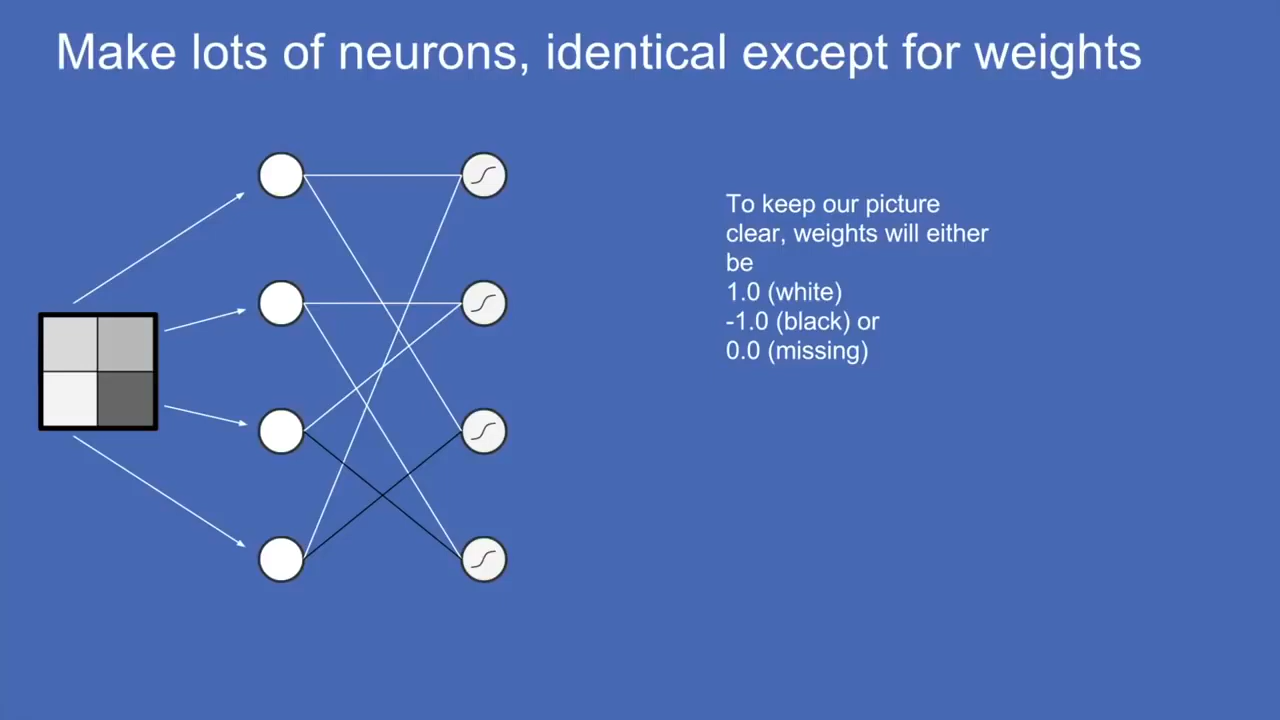 Make lots of neurons, identical except for weights
To keep our picture
clear, weights will either
be
1.0 (white)
-1.0 (black) or
0.0 (missing)